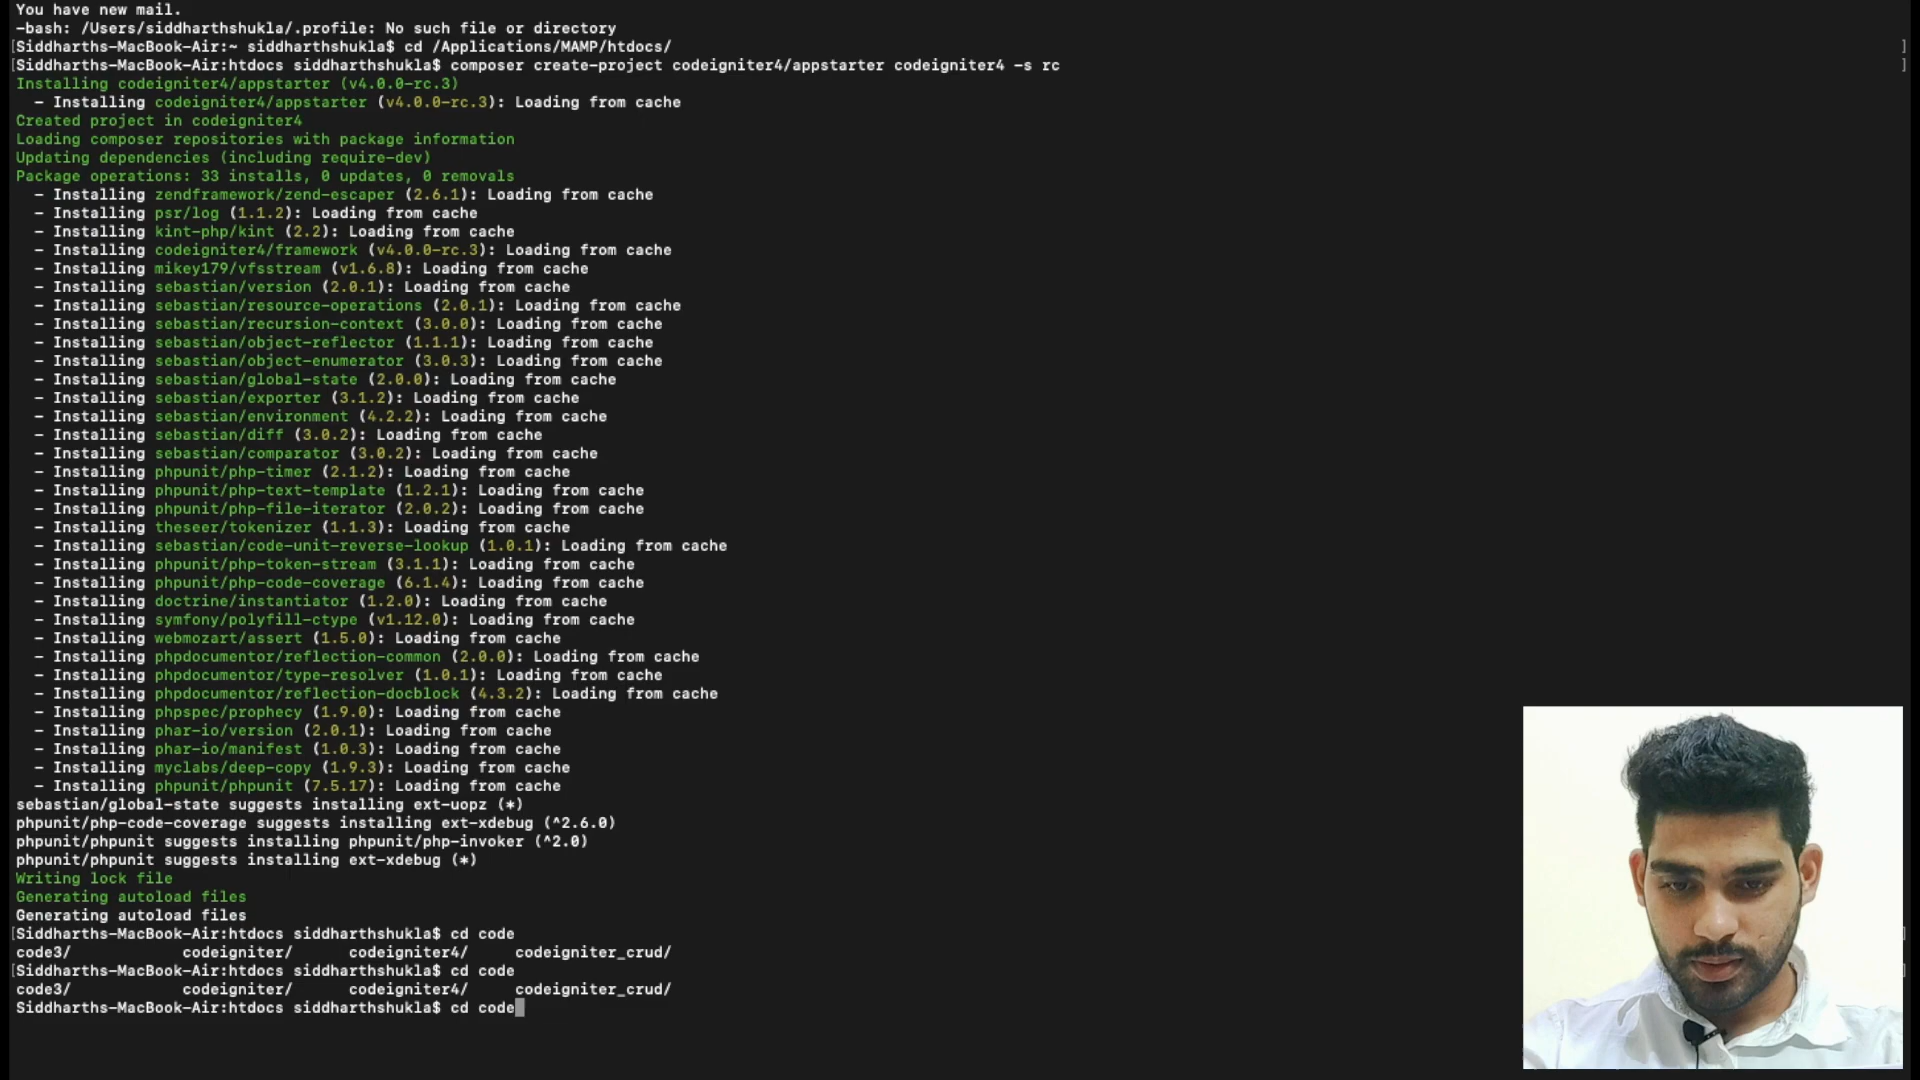 You have new mail.
-bash: /Users/siddharthshukla/.profile: No such file or directory
[Siddharths-MacBook-Air:~ siddharthshukla$ cd /Applications/MAMP/htdocs/ ]
[Siddharths-MacBook-Air:htdocs siddharthshukla$ composer create-project codeigniter4/appstarter codeigniter4 -s rc ]
Installing codeigniter4/appstarter (v4.0.0-rc.3)
  - Installing codeigniter4/appstarter (v4.0.0-rc.3): Loading from cache
Created project in codeigniter4
Loading composer repositories with package information
Updating dependencies (including require-dev)
Package operations: 33 installs, 0 updates, 0 removals
  - Installing zendframework/zend-escaper (2.6.1): Loading from cache
  - Installing psr/log (1.1.2): Loading from cache
  - Installing kint-php/kint (2.2): Loading from cache
  - Installing codeigniter4/framework (v4.0.0-rc.3): Loading from cache
  - Installing mikey179/vfsstream (v1.6.8): Loading from cache
  - Installing sebastian/version (2.0.1): Loading from cache
  - Installing sebastian/resource-operations (2.0.1): Loading from cache
  - Installing sebastian/recursion-context (3.0.0): Loading from cache
  - Installing sebastian/object-reflector (1.1.1): Loading from cache
  - Installing sebastian/object-enumerator (3.0.3): Loading from cache
  - Installing sebastian/global-state (2.0.0): Loading from cache
  - Installing sebastian/exporter (3.1.2): Loading from cache
  - Installing sebastian/environment (4.2.2): Loading from cache
  - Installing sebastian/diff (3.0.2): Loading from cache
  - Installing sebastian/comparator (3.0.2): Loading from cache
  - Installing phpunit/php-timer (2.1.2): Loading from cache
  - Installing phpunit/php-text-template (1.2.1): Loading from cache
  - Installing phpunit/php-file-iterator (2.0.2): Loading from cache
  - Installing theseer/tokenizer (1.1.3): Loading from cache
  - Installing sebastian/code-unit-reverse-lookup (1.0.1): Loading from cache
  - Installing phpunit/php-token-stream (3.1.1): Loading from cache
  - Installing phpunit/php-code-coverage (6.1.4): Loading from cache
  - Installing doctrine/instantiator (1.2.0): Loading from cache
  - Installing symfony/polyfill-ctype (v1.12.0): Loading from cache
  - Installing webmozart/assert (1.5.0): Loading from cache
  - Installing phpdocumentor/reflection-common (2.0.0): Loading from cache
  - Installing phpdocumentor/type-resolver (1.0.1): Loading from cache
  - Installing phpdocumentor/reflection-docblock (4.3.2): Loading from cache
  - Installing phpspec/prophecy (1.9.0): Loading from cache
  - Installing phar-io/version (2.0.1): Loading from cache
  - Installing phar-io/manifest (1.0.3): Loading from cache
  - Installing myclabs/deep-copy (1.9.3): Loading from cache
  - Installing phpunit/phpunit (7.5.17): Loading from cache
sebastian/global-state suggests installing ext-uopz (*)
phpunit/php-code-coverage suggests installing ext-xdebug (^2.6.0)
phpunit/phpunit suggests installing phpunit/php-invoker (^2.0)
phpunit/phpunit suggests installing ext-xdebug (*)
Writing lock file
Generating autoload files
Generating autoload files
[Siddharths-MacBook-Air:htdocs siddharthshukla$ cd code ]
code3/ codeigniter/ codeigniter4/ codeigniter_crud/
[Siddharths-MacBook-Air:htdocs siddharthshukla$ cd code ]
code3/ codeigniter/ codeigniter4/ codeigniter_crud/
Siddharths-MacBook-Air:htdocs siddharthshukla$ cd code